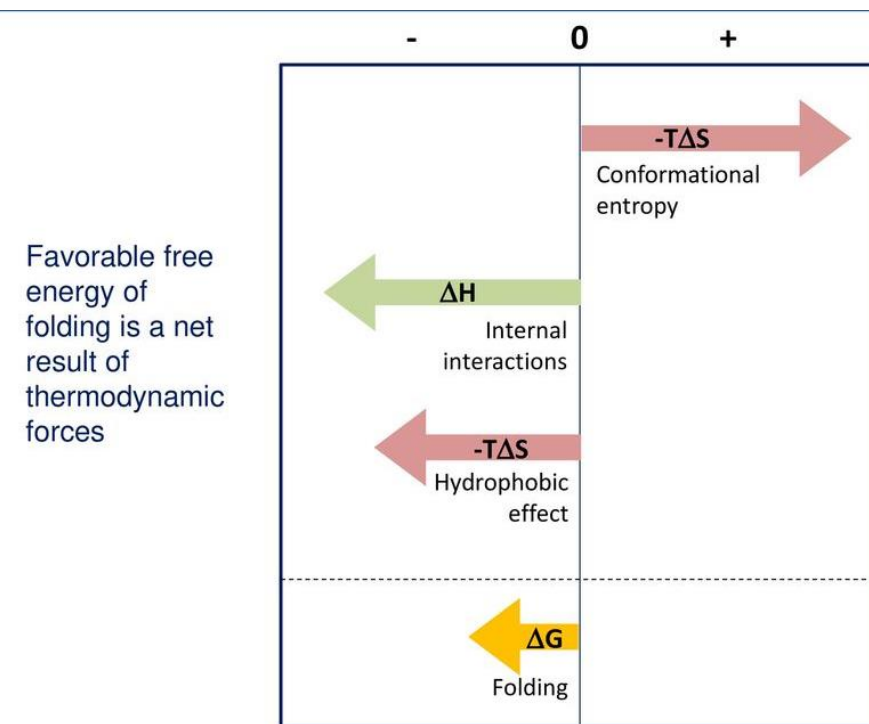 - 0 +
-TΔS
Conformational
entropy
Favorable free
energy of
folding is a net
result of
thermodynamic
forces
ΔH
Internal
interactions
-TΔS
Hydrophobic
effect
ΔG
Folding